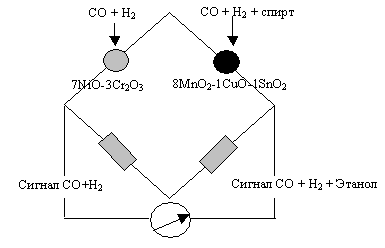 CO + H2
CO + H2 + спирт
7NiO-3Cr2O3
8MnO2-1CuO-1SnO2
Сигнал CO+H2
Сигнал CO + H2 + Этанол